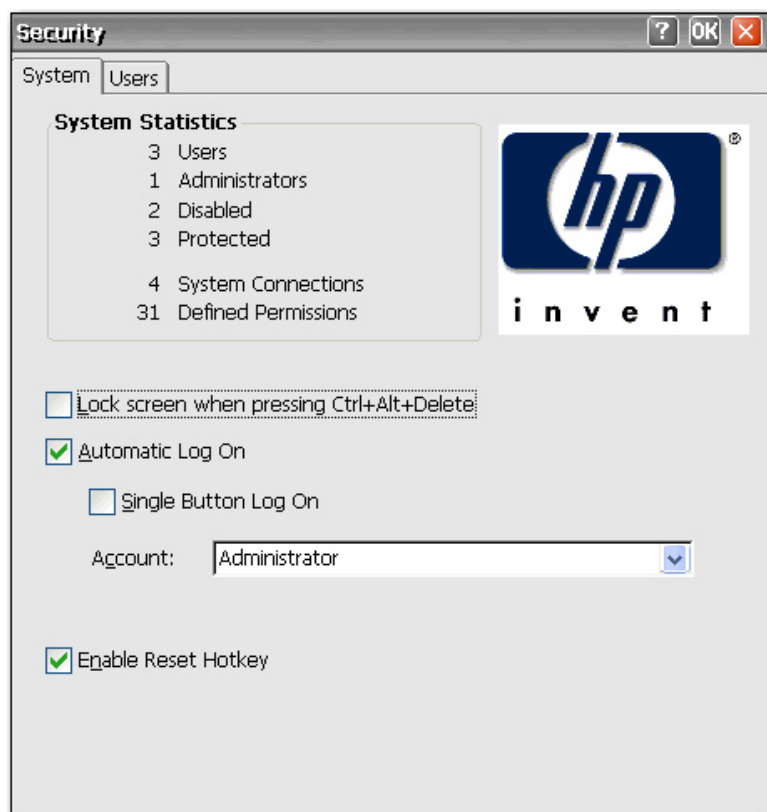 Security ? OK
System Users
System Statistics
3 Users
1 Administrators
2 Disabled
3 Protected
4 System Connections
31 Defined Permissions
hp ®
invent
Lock screen when pressing Ctrl+Alt+Delete
Automatic Log On
Single Button Log On
Account: Administrator
Enable Reset Hotkey